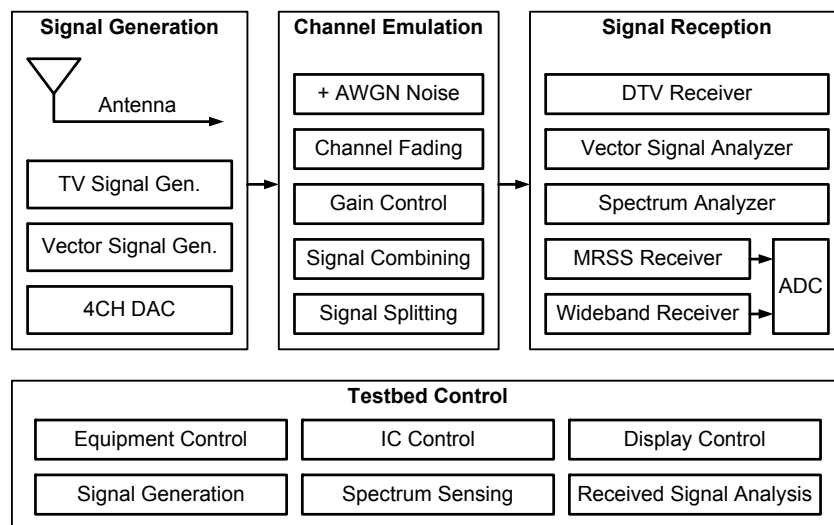 Signal Generation
Antenna
TV Signal Gen.
Vector Signal Gen.
4CH DAC
Channel Emulation
+ AWGN Noise
Channel Fading
Gain Control
Signal Combining
Signal Splitting
Signal Reception
DTV Receiver
Vector Signal Analyzer
Spectrum Analyzer
MRSS Receiver
Wideband Receiver
ADC
Testbed Control
Equipment Control
IC Control
Display Control
Signal Generation
Spectrum Sensing
Received Signal Analysis